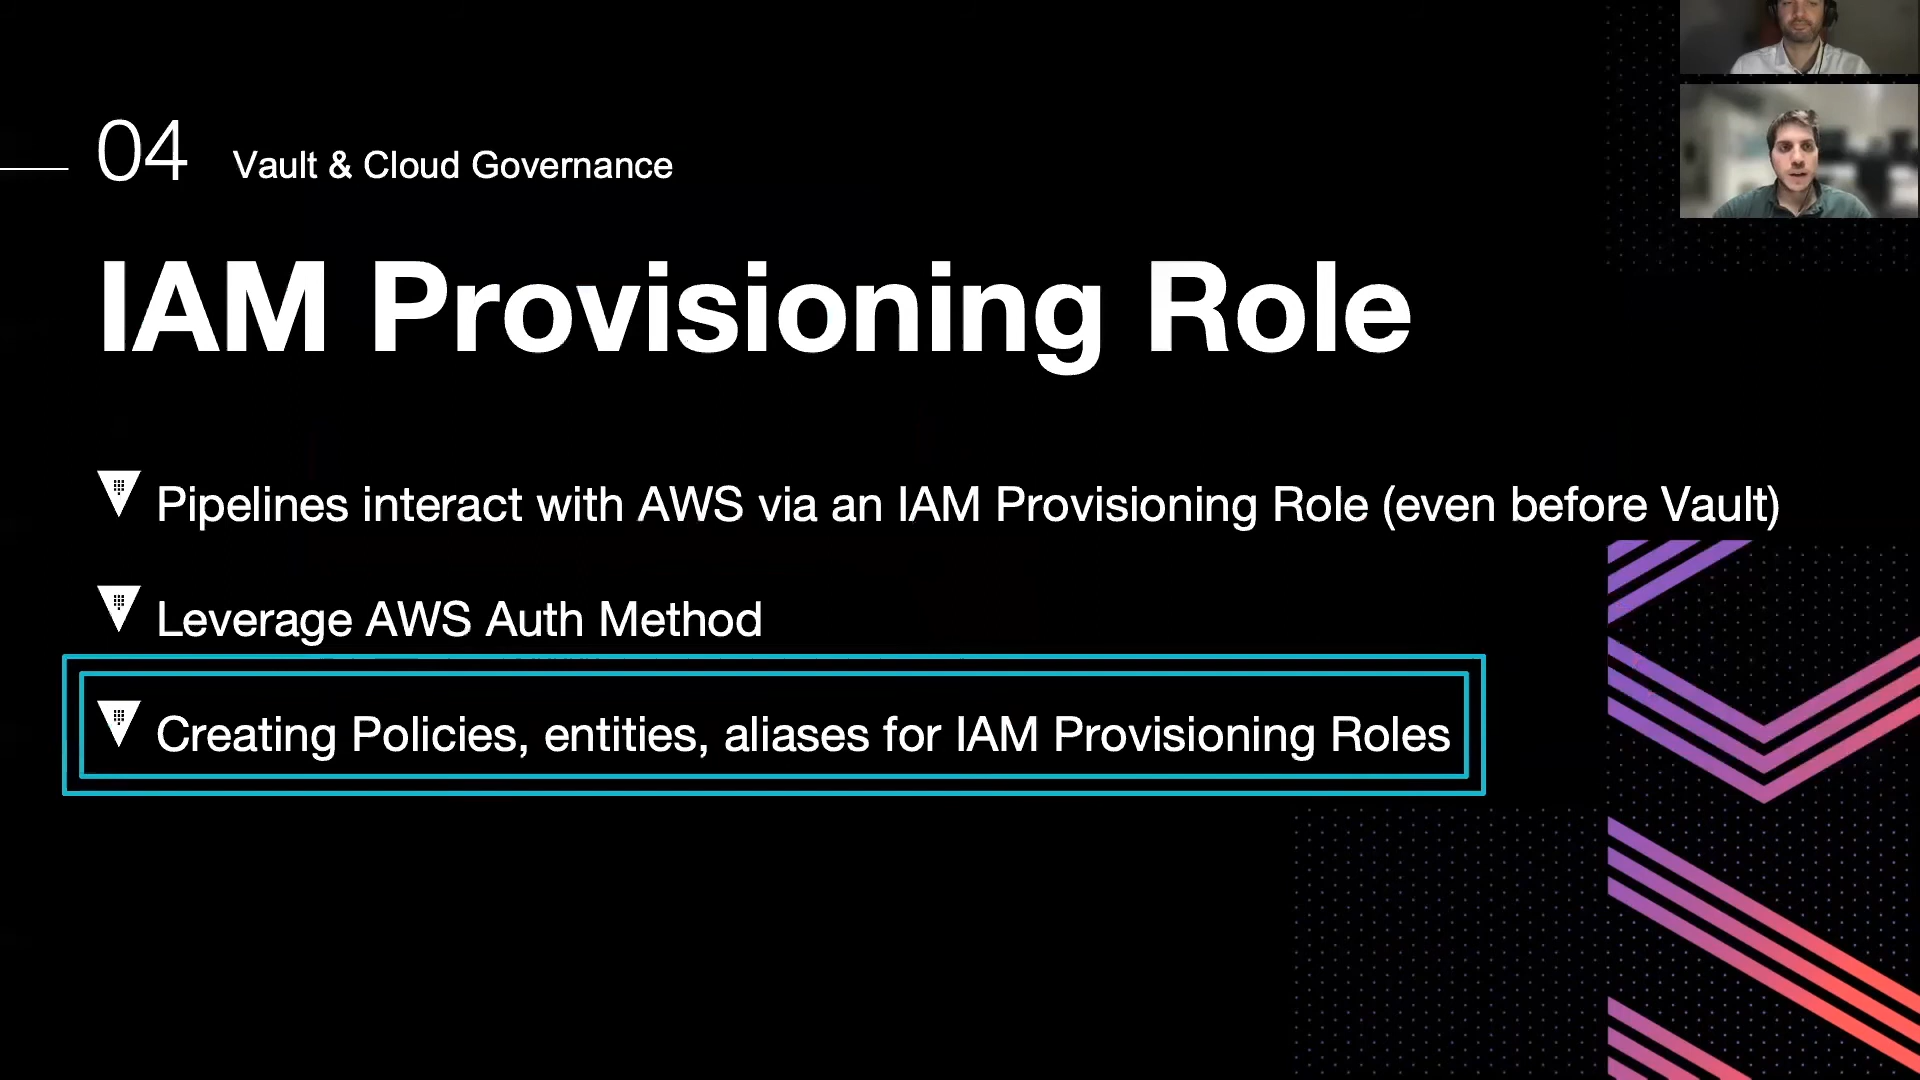 04 Vault & Cloud Governance
IAM Provisioning Role
Pipelines interact with AWS via an IAM Provisioning Role (even before Vault)
Leverage AWS Auth Method
Creating Policies, entities, aliases for IAM Provisioning Roles